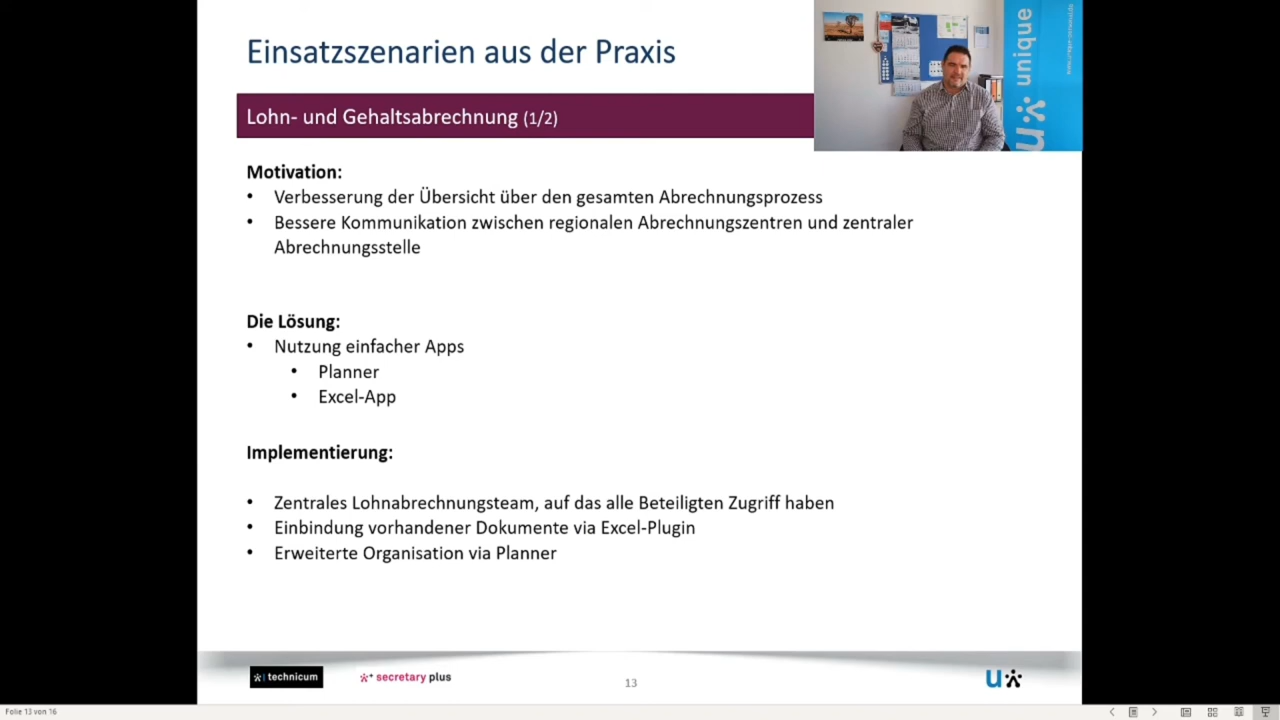 Einsatzszenarien aus der Praxis
Lohn- und Gehaltsabrechnung (1/2)
unique
Motivation:
• Verbesserung der Übersicht über den gesamten Abrechnungsprozess
• Bessere Kommunikation zwischen regionalen Abrechnungszentren und zentraler
Abrechnungsstelle
Die Lösung:
• Nutzung einfacher Apps
• Planner
• Excel-App
Implementierung:
• Zentrales Lohnabrechnungsteam, auf das alle Beteiligten Zugriff haben
• Einbindung vorhandener Dokumente via Excel-Plugin
• Erweiterte Organisation via Planner
technicum
secretary plus
13
u
Folie 13 von 16